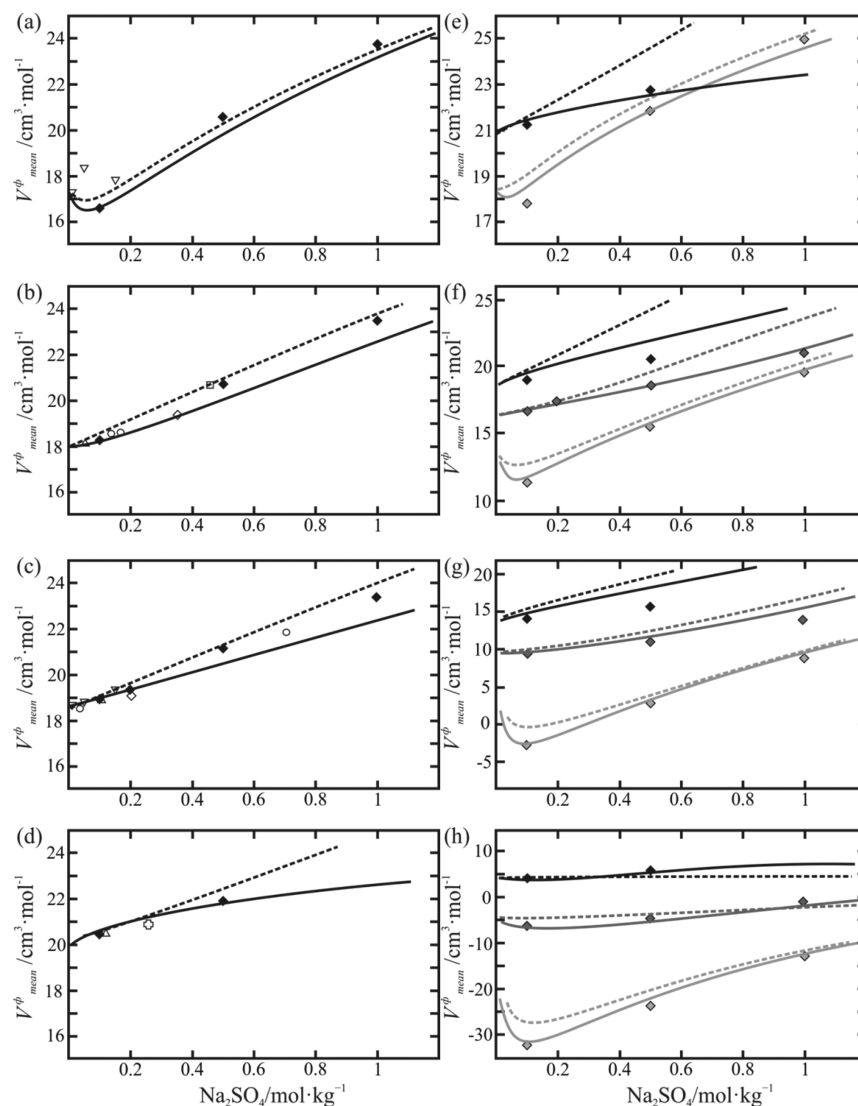 (a)
24
22
20
18
16
0.2 0.4 0.6 0.8 1
V^ϕ_mean /cm³·mol⁻¹
(e)
25
23
21
19
18
17
0.2 0.4 0.6 0.8 1
V^ϕ_mean /cm³·mol⁻¹
(b)
24
22
20
18
16
0.2 0.4 0.6 0.8 1
V^ϕ_mean /cm³·mol⁻¹
(f)
25
20
15
10
0.2 0.4 0.6 0.8 1
V^ϕ_mean /cm³·mol⁻¹
(c)
24
22
20
18
16
0.2 0.4 0.6 0.8 1
V^ϕ_mean /cm³·mol⁻¹
(g)
20
15
10
5
0
-5
0.2 0.4 0.6 0.8 1
V^ϕ_mean /cm³·mol⁻¹
(d)
24
22
20
18
16
0.2 0.4 0.6 0.8 1
V^ϕ_mean /cm³·mol⁻¹
Na₂SO₄/mol·kg⁻¹
(h)
10
0
-10
-20
-30
0.2 0.4 0.6 0.8 1
V^ϕ_mean /cm³·mol⁻¹
Na₂SO₄/mol·kg⁻¹